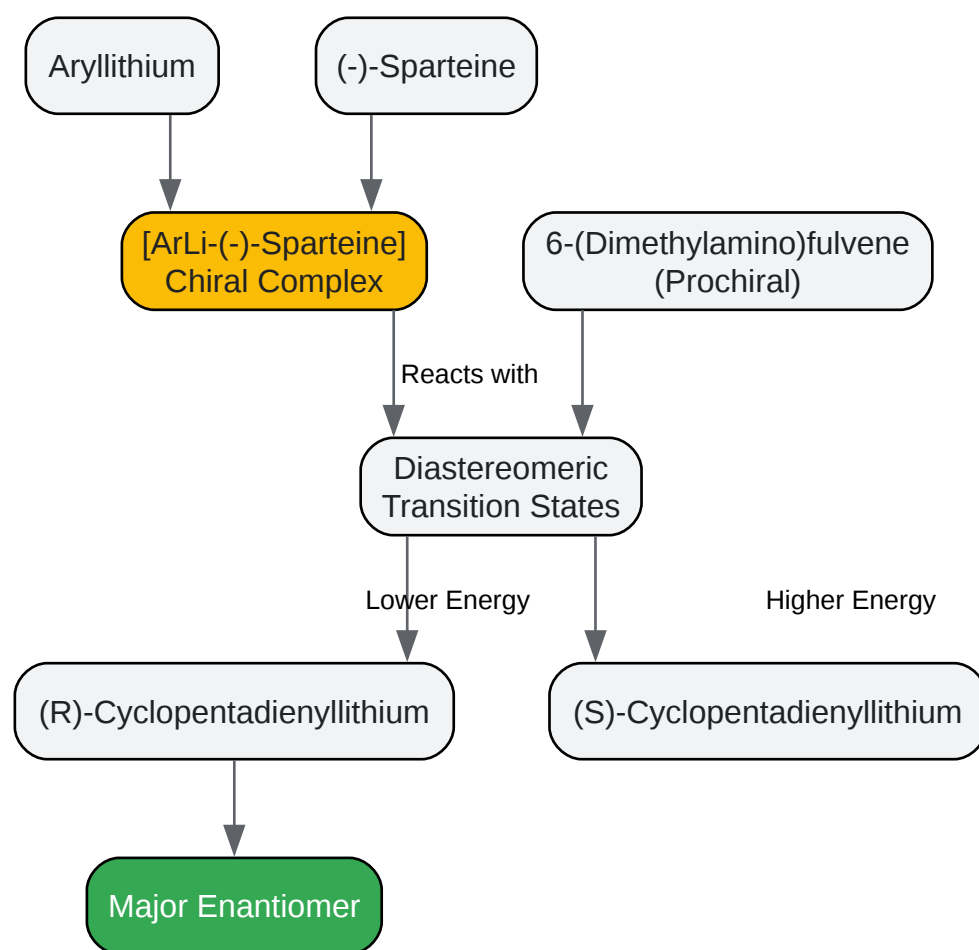 Aryllithium
(-)-Sparteine
[ArLi-(-)-Sparteine]
Chiral Complex
6-(Dimethylamino)fulvene
(Prochiral)
Reacts with
Diastereomeric
Transition States
Lower Energy
Higher Energy
(R)-Cyclopentadienyllithium
(S)-Cyclopentadienyllithium
Major Enantiomer